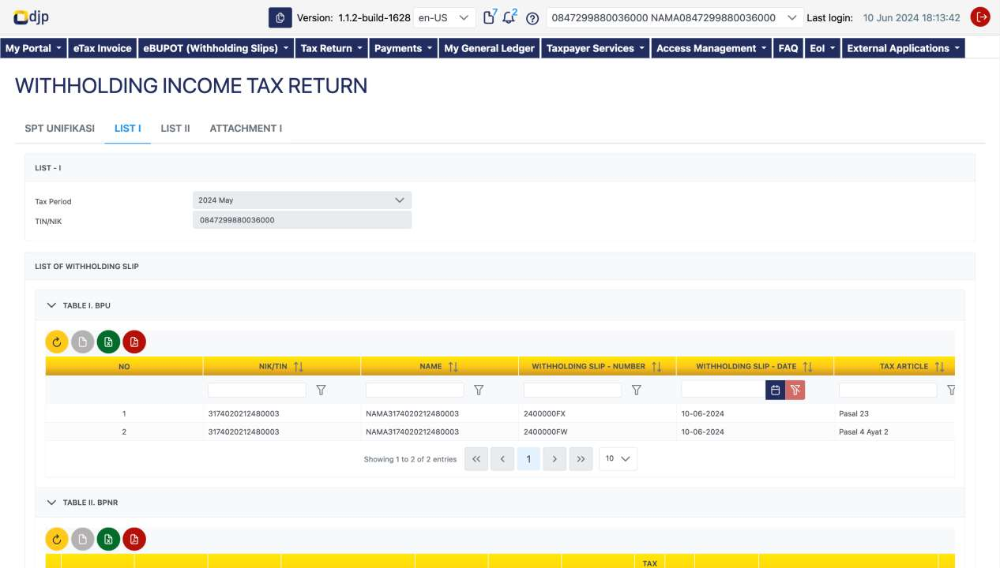 djp Version: 1.1.2-build-1628 en-US 7 2 0847299880036000 NAMA0847299880036000 Last login: 10 Jun 2024 18:13:42
My Portal eTax Invoice eBUPOT (Withholding Slips) Tax Return Payments My General Ledger Taxpayer Services Access Management FAQ EoI External Applications
WITHHOLDING INCOME TAX RETURN
SPT UNIFIKASI LIST I LIST II ATTACHMENT I
LIST - I
Tax Period 2024 May
TIN/NIK 0847299880036000
LIST OF WITHHOLDING SLIP
TABLE I. BPU
NO NIK/TIN NAME WITHHOLDING SLIP - NUMBER WITHHOLDING SLIP - DATE TAX ARTICLE
1 3174020212480003 NAMA3174020212480003 2400000FX 10-06-2024 Pasal 23
2 3174020212480003 NAMA3174020212480003 2400000FW 10-06-2024 Pasal 4 Ayat 2
Showing 1 to 2 of 2 entries 1 10
TABLE II. BPNR
TAX